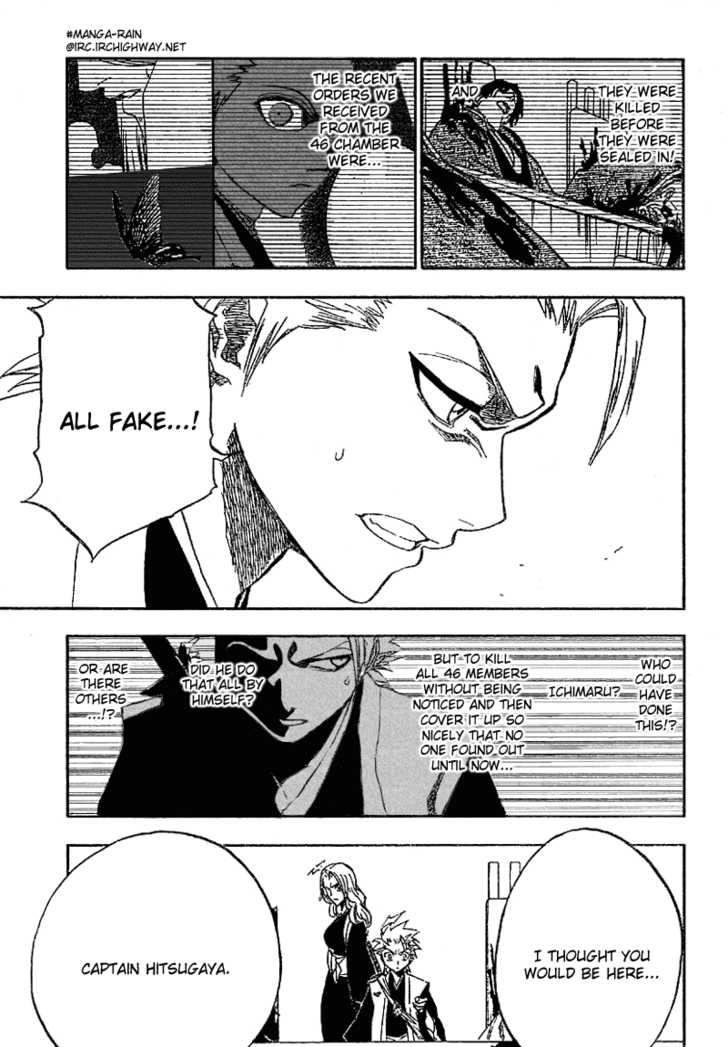 #MANGA-RAIN
@IRC.IRCHIGHWAY.NET
THEY WERE
KILLED
BEFORE
THEY WERE
SEALED IN!
AND
THE RECENT
ORDERS WE
RECEIVED
FROM THE
46 CHAMBER
WERE...
ALL FAKE...!
WHO
COULD
HAVE
DONE
THIS!?
ICHIMARU?
BUT TO KILL
ALL 46 MEMBERS
WITHOUT BEING
NOTICED AND THEN
COVER IT UP SO
NICELY THAT NO
ONE FOUND OUT
UNTIL NOW...
DID HE DO
THAT ALL BY
HIMSELF?
OR ARE
THERE
OTHERS
...!?
I THOUGHT YOU
WOULD BE HERE...
CAPTAIN HITSUGAYA.